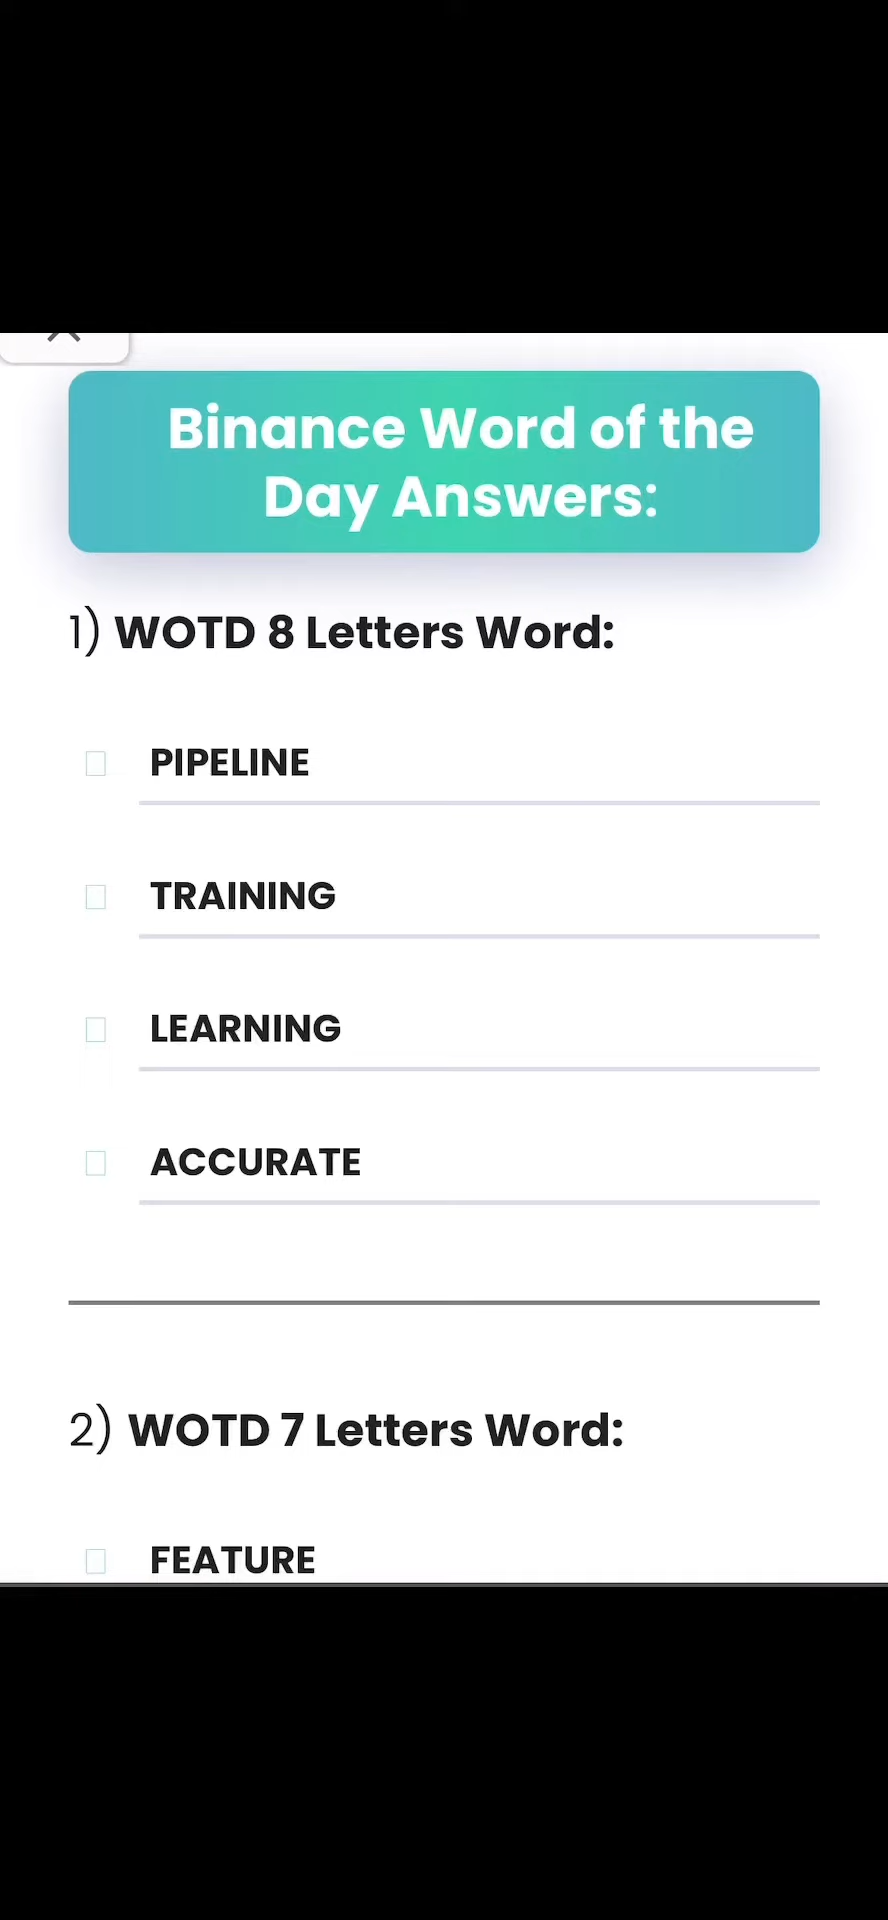 Binance Word of the
Day Answers:
1) WOTD 8 Letters Word:
PIPELINE
TRAINING
LEARNING
ACCURATE
2) WOTD 7 Letters Word:
FEATURE